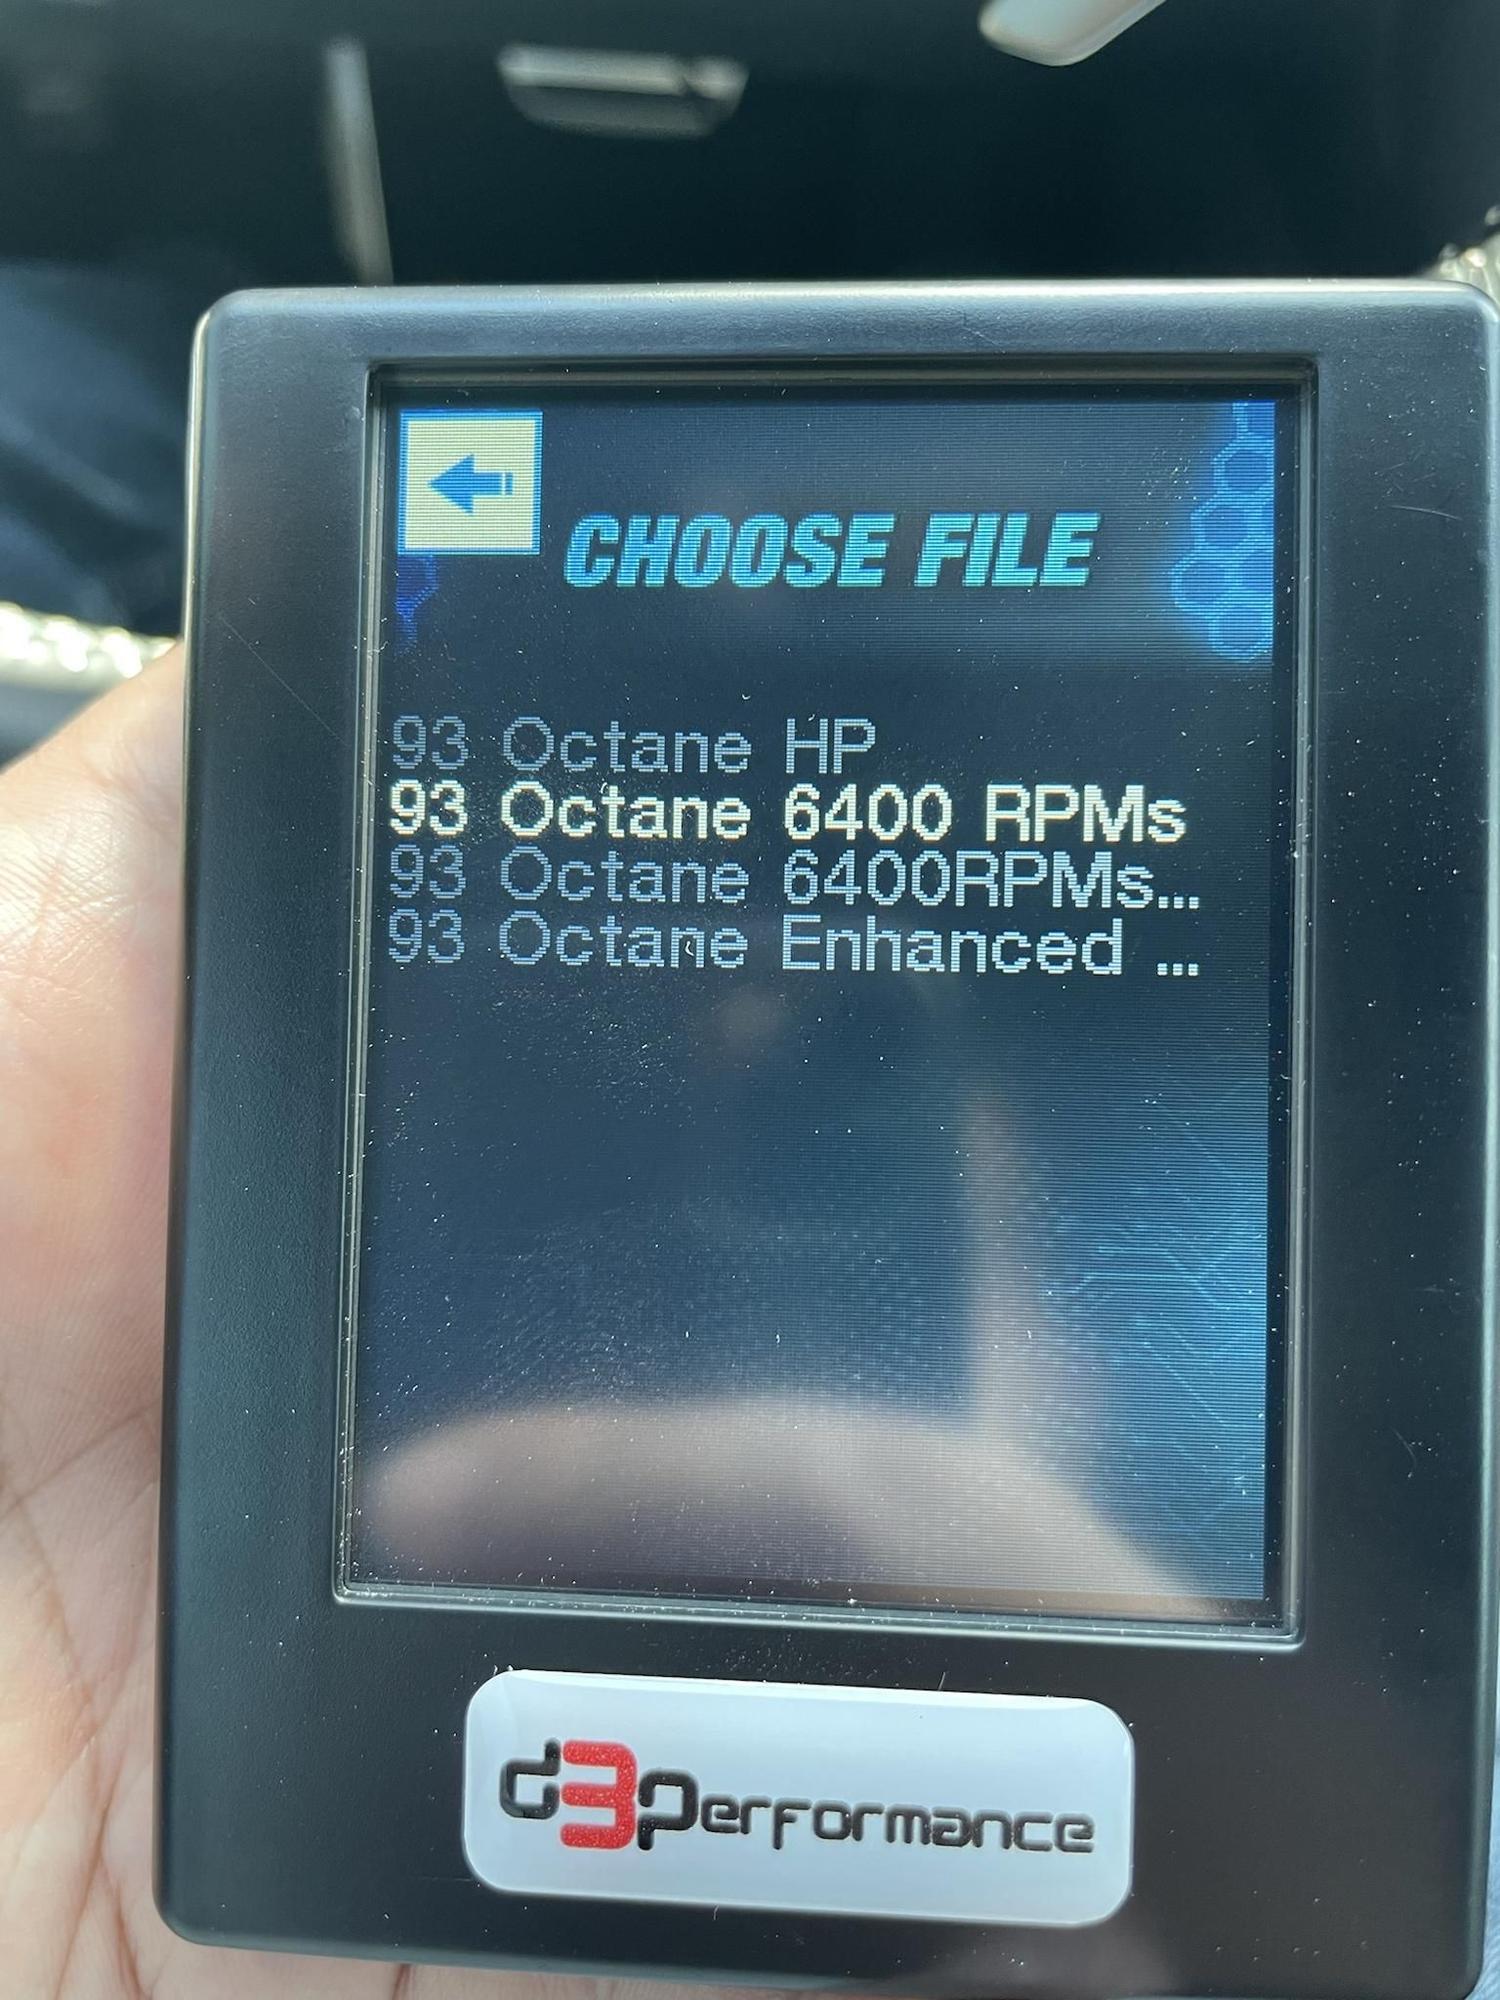 CHOOSE FILE
93 Octane HP
93 Octane 6400 RPMs
93 Octane 6400RPMs...
93 Octane Enhanced ...
d3Performance